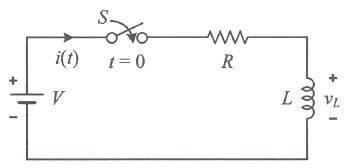 S
i(t) t = 0 R
+ V L + v_L
- -